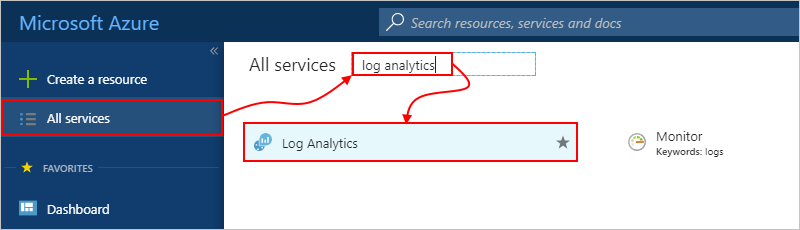 Microsoft Azure
Search resources, services and docs
Create a resource
All services
FAVORITES
Dashboard
All services
log analytics
Log Analytics
Monitor
Keywords: logs